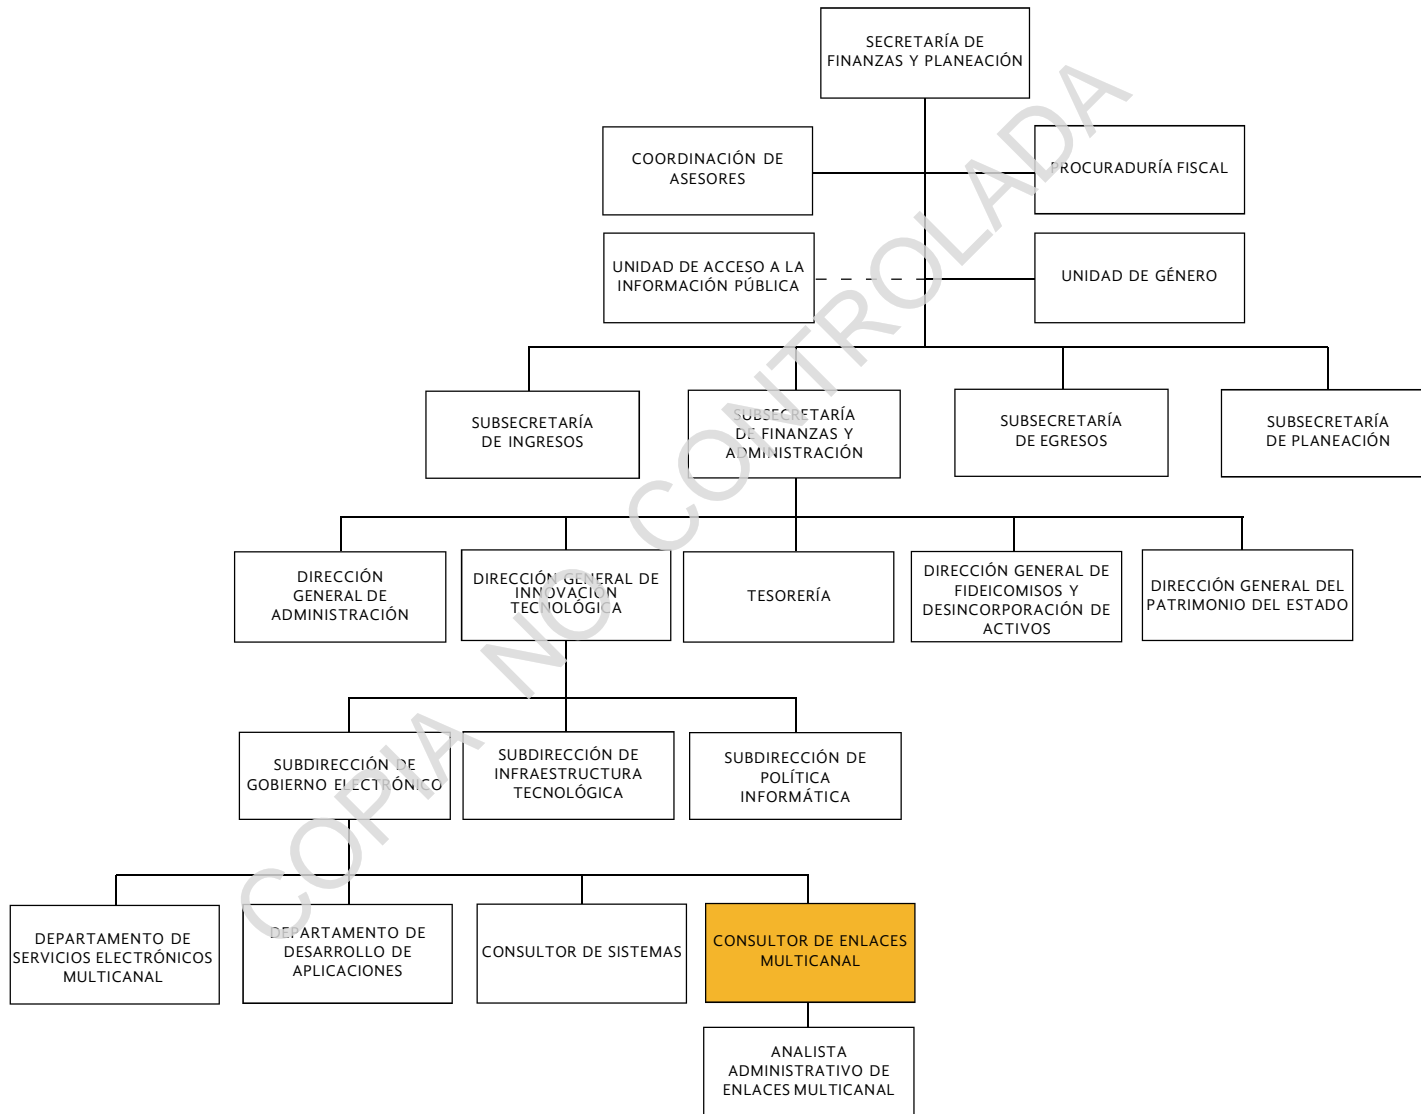 SECRETARÍA DE
FINANZAS Y PLANEACIÓN
COORDINACIÓN DE
ASESORES
PROCURADURÍA FISCAL
UNIDAD DE ACCESO A LA
INFORMACIÓN PÚBLICA
UNIDAD DE GÉNERO
SUBSECRETARÍA
DE INGRESOS
SUBSECRETARÍA
DE FINANZAS Y
ADMINISTRACIÓN
SUBSECRETARÍA
DE EGRESOS
SUBSECRETARÍA
DE PLANEACIÓN
DIRECCIÓN
GENERAL DE
ADMINISTRACIÓN
DIRECCIÓN GENERAL DE
INNOVACIÓN
TECNOLÓGICA
TESORERÍA
DIRECCIÓN GENERAL DE
FIDEICOMISOS Y
DESINCORPORACIÓN DE
ACTIVOS
DIRECCIÓN GENERAL DEL
PATRIMONIO DEL ESTADO
SUBDIRECCIÓN DE
GOBIERNO ELECTRÓNICO
SUBDIRECCIÓN DE
INFRAESTRUCTURA
TECNOLÓGICA
SUBDIRECCIÓN DE
POLÍTICA
INFORMÁTICA
DEPARTAMENTO DE
SERVICIOS ELECTRÓNICOS
MULTICANAL
DEPARTAMENTO DE
DESARROLLO DE
APLICACIONES
CONSULTOR DE SISTEMAS
CONSULTOR DE ENLACES
MULTICANAL
ANALISTA
ADMINISTRATIVO DE
ENLACES MULTICANAL
COPIA NO CONTROLADA